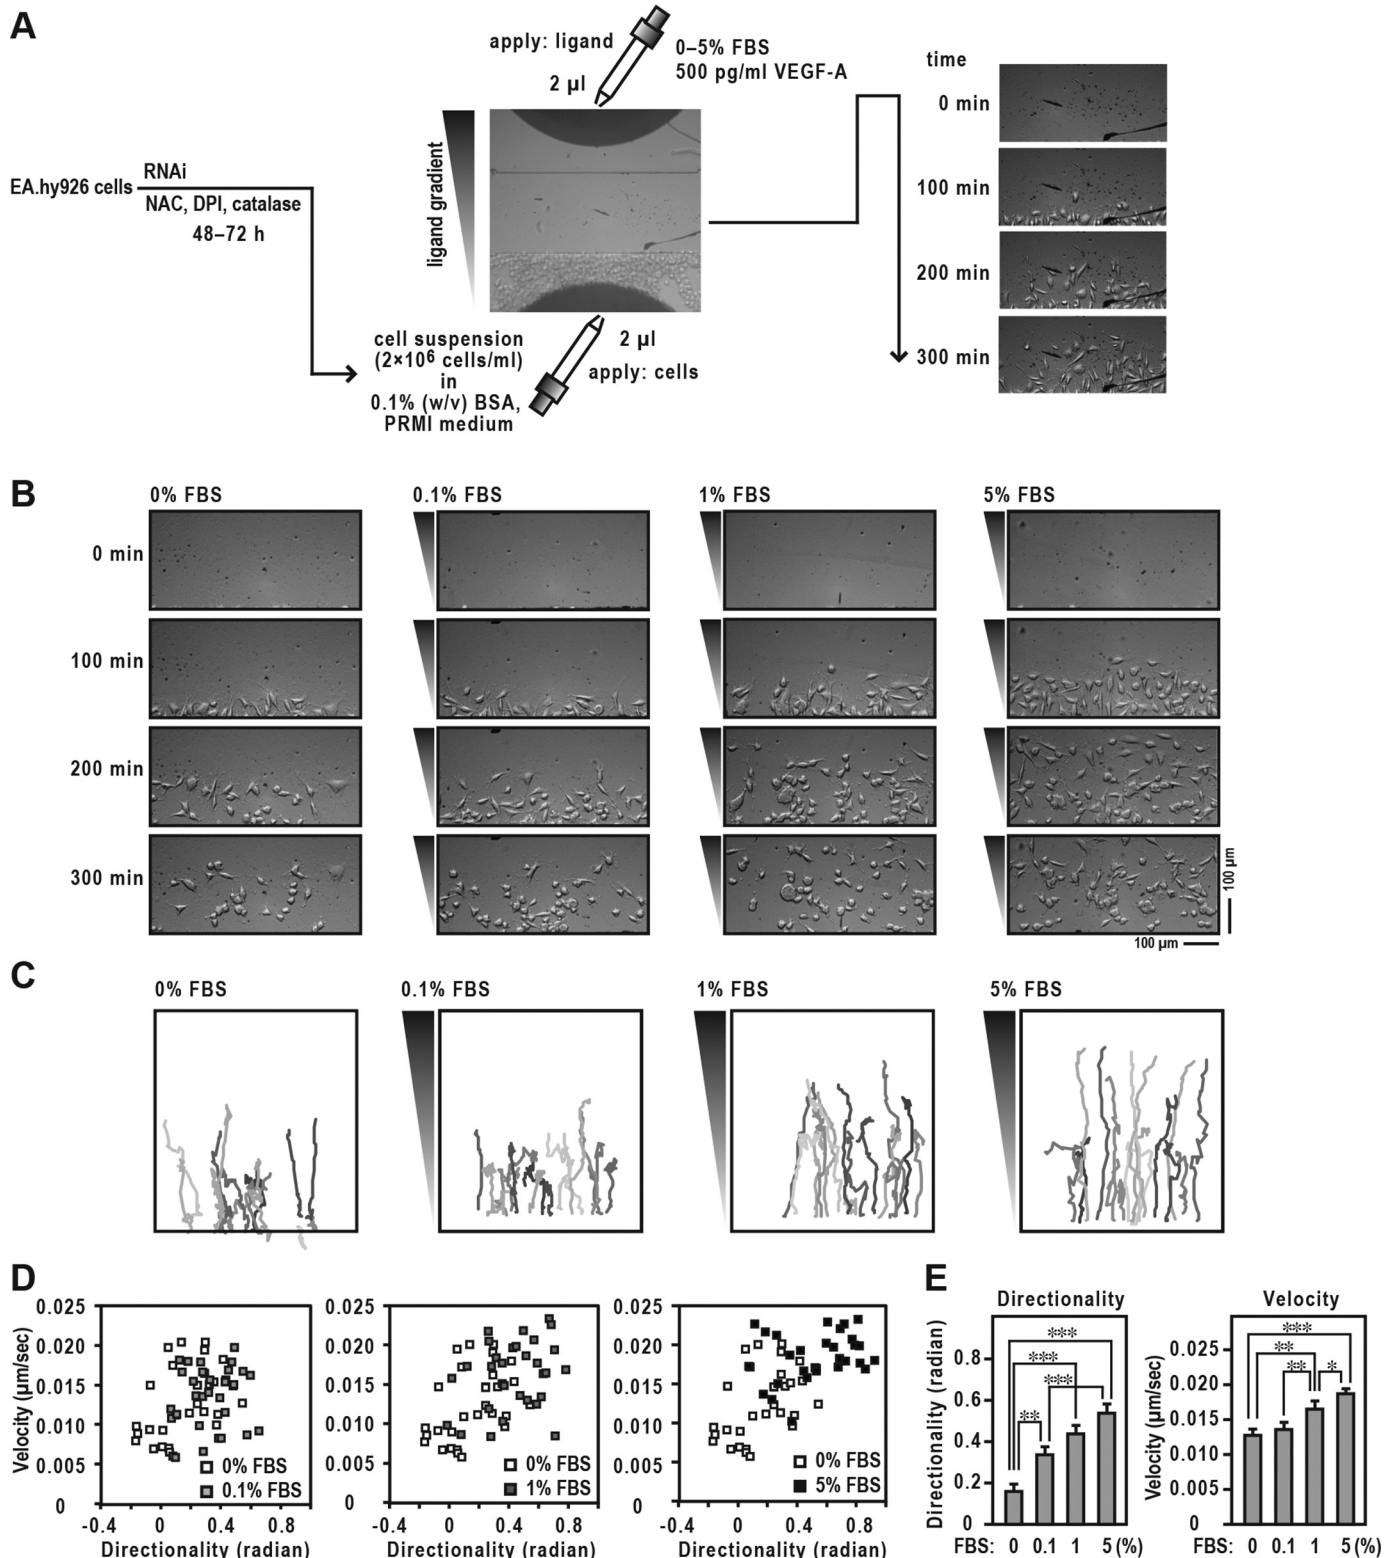 A
apply: ligand
2 µl
0–5% FBS
500 pg/ml VEGF-A
ligand gradient
EA.hy926 cells
RNAi
NAC, DPI, catalase
48–72 h
cell suspension
(2×10⁶ cells/ml)
in
0.1% (w/v) BSA,
PRMI medium
2 µl
apply: cells
time
0 min
100 min
200 min
300 min
B
0% FBS 0.1% FBS 1% FBS 5% FBS
0 min
100 min
200 min
300 min
100 µm
100 µm
C
0% FBS 0.1% FBS 1% FBS 5% FBS
D
Velocity (µm/sec)
0.025
0.020
0.015
0.010
0.005
0
0% FBS
0.1% FBS
-0.4 0 0.4 0.8
Directionality (radian)
0.025
0.020
0.015
0.010
0.005
0
0% FBS
1% FBS
-0.4 0 0.4 0.8
Directionality (radian)
0.025
0.020
0.015
0.010
0.005
0
0% FBS
5% FBS
-0.4 0 0.4 0.8
Directionality (radian)
E
Directionality
Directionality (radian)
0.8
0.6
0.4
0.2
0
***
***
***
**
FBS: 0 0.1 1 5 (%)
Velocity
Velocity (µm/sec)
0.025
0.020
0.015
0.010
0.005
0
***
**
** *
FBS: 0 0.1 1 5 (%)